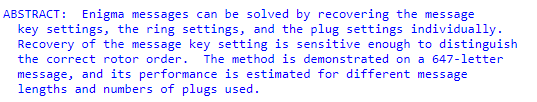 ABSTRACT:  Enigma messages can be solved by recovering the message
key settings, the ring settings, and the plug settings individually.
Recovery of the message key setting is sensitive enough to distinguish
the correct rotor order.  The method is demonstrated on a 647-letter
message, and its performance is estimated for different message
lengths and numbers of plugs used.